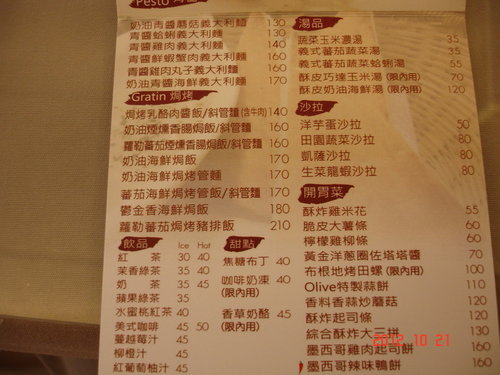 Pesto
奶油青醬蘑菇義大利麵 130
青醬蛤蜊義大利麵 130
青醬雞肉義大利麵 140
青醬鮮蝦蟹肉義大利麵 160
青醬雞肉丸子義大利麵 160
奶油青醬海鮮義大利麵 170
Gratin 焗烤
焗烤乳酪肉醬飯/斜管麵(含牛肉) 140
奶油煙燻香腸焗飯/斜管麵 160
蘿勒蕃茄煙燻香腸焗飯/斜管麵 160
奶油海鮮焗飯 170
奶油海鮮焗烤管麵 170
蕃茄海鮮焗烤管飯/斜管麵 170
鬱金香海鮮焗飯 180
蘿勒蕃茄焗烤豬排飯 210
飲品 Ice Hot
紅 茶 30 40
茉香綠茶 35 40
奶 茶 35 45
蘋果綠茶 35
水蜜桃紅茶 40
美式咖啡 45 50
蔓越莓汁 45
柳橙汁 45
紅葡萄柚汁 45
甜點
焦糖布丁 40
咖啡奶凍 40
(限內用)
香草奶酪 45
(限內用)
湯品
蔬菜玉米濃湯 35
義式蕃茄蔬菜湯 35
義式蕃茄蔬菜蛤蜊湯 55
酥皮巧達玉米湯(限內用) 70
酥皮奶油海鮮湯(限內用) 120
沙拉
洋芋蛋沙拉 50
田園蔬菜沙拉 80
凱薩沙拉 80
生菜龍蝦沙拉 80
開胃菜
酥炸雞米花 55
脆皮大薯條 60
檸檬雞柳條 60
黃金洋蔥圈佐塔塔醬 70
布根地烤田螺(限內用) 100
Olive特製蒜餅 110
香料香蒜炒蘑菇 110
酥炸起司條 120
綜合酥炸大三拼
墨西哥雞肉起司餅 160
墨西哥辣味鴨餅 160
2012 10 21